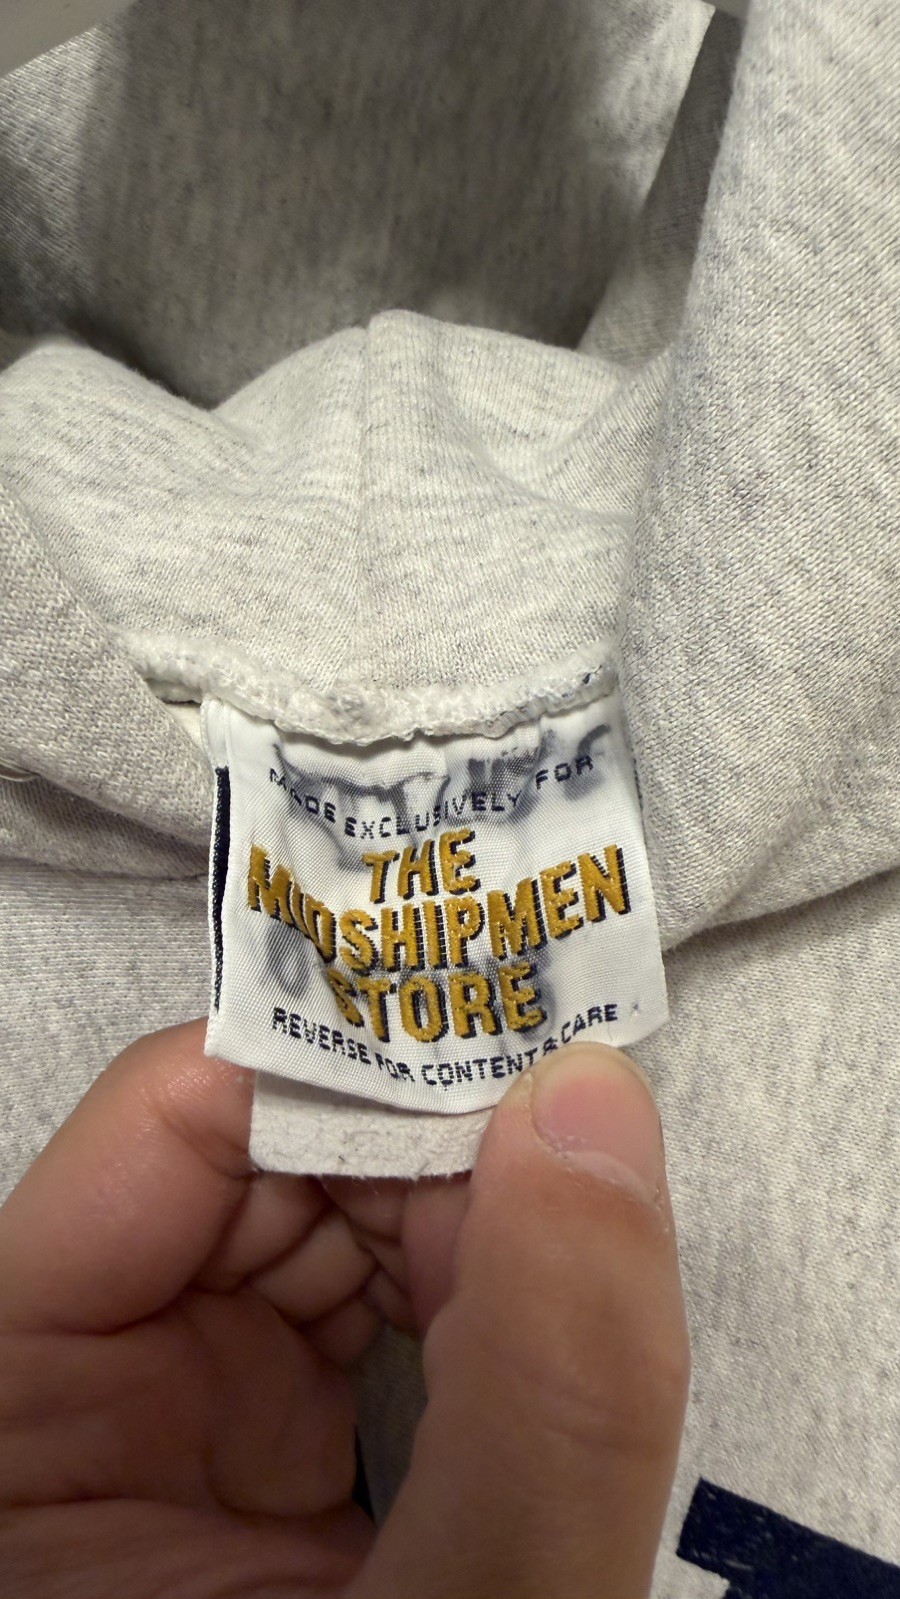 MADE EXCLUSIVELY FOR
THE
MIDSHIPMEN
STORE
REVERSE FOR CONTENT & CARE